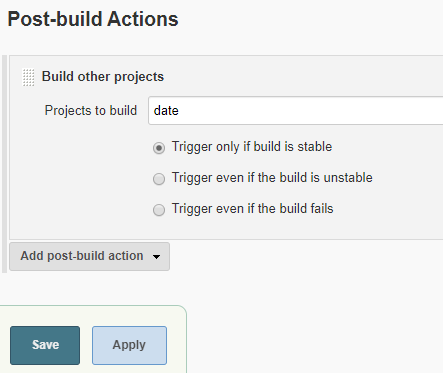 Post-build Actions
Build other projects
Projects to build date
Trigger only if build is stable
Trigger even if the build is unstable
Trigger even if the build fails
Add post-build action
Save Apply